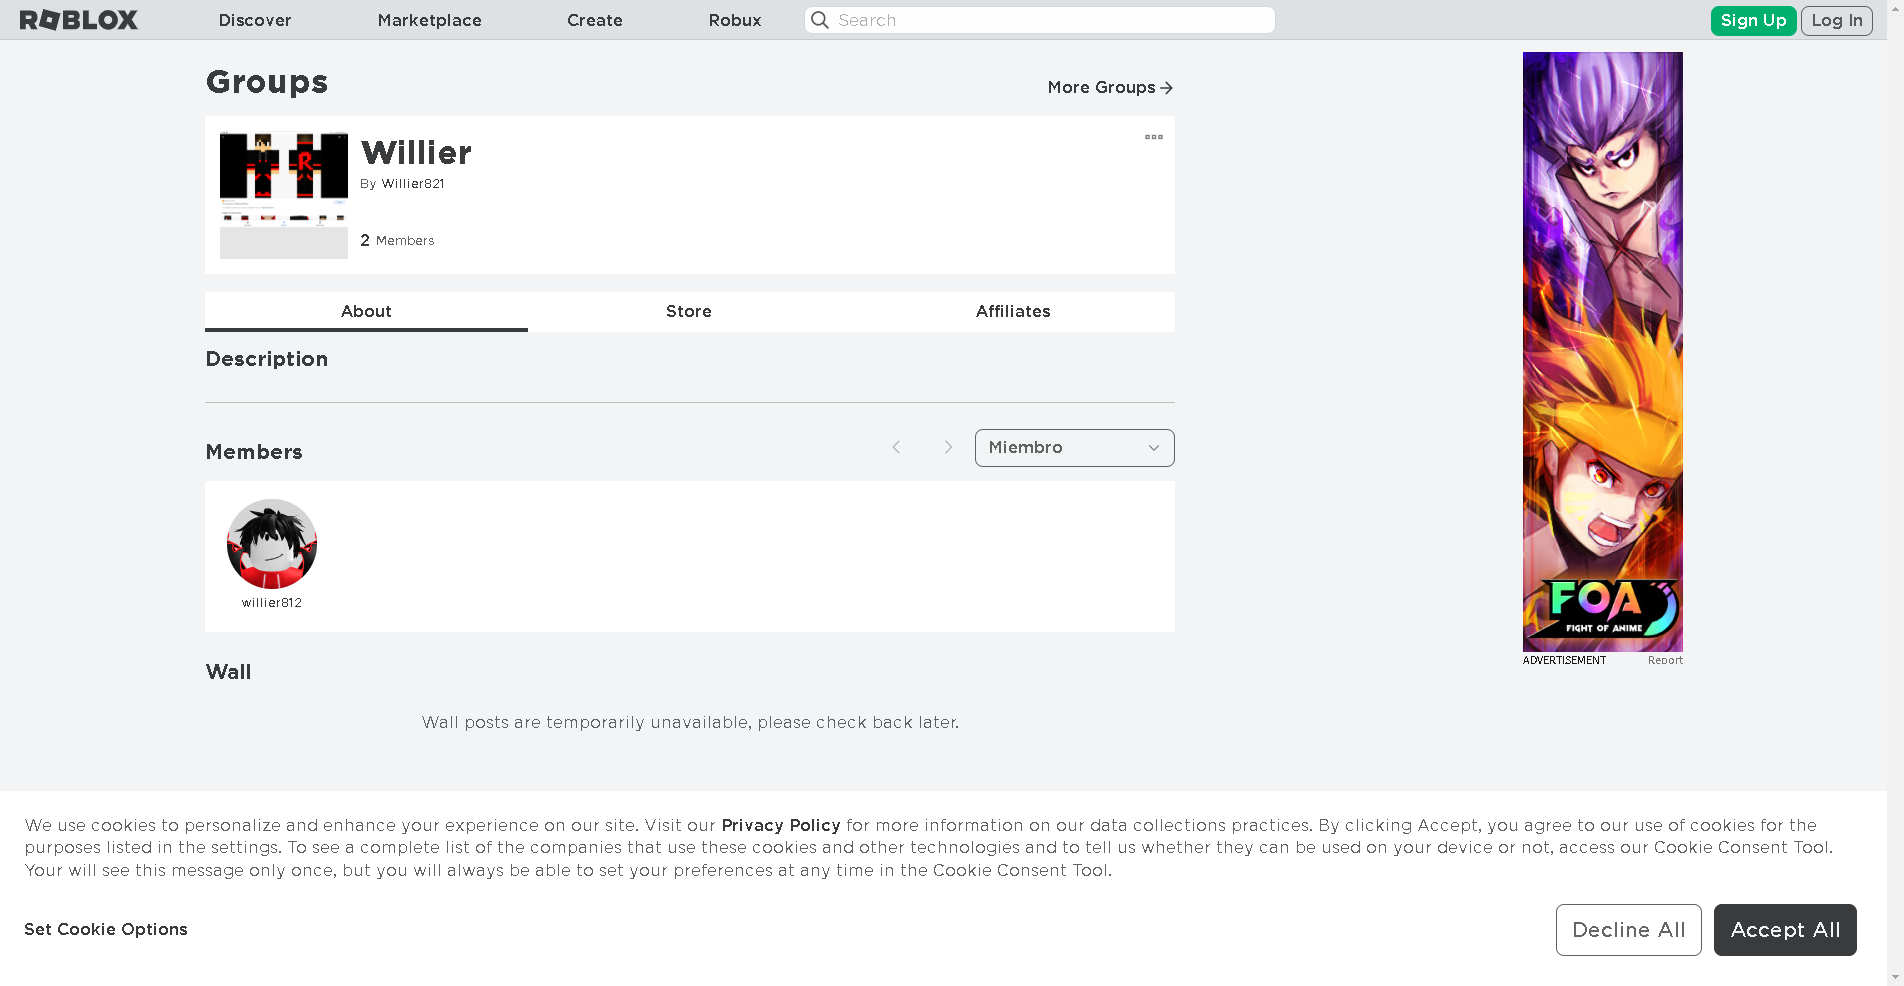 ROBLOX
Discover
Marketplace
Create
Robux
Search
Sign Up
Log In
Groups
More Groups
R
Willier
By Willier821
2 Members
About
Store
Affiliates
Description
Members
Miembro
willier812
Wall
Wall posts are temporarily unavailable, please check back later.
FOA
FIGHT OF ANIME
ADVERTISEMENT
Report
We use cookies to personalize and enhance your experience on our site. Visit our Privacy Policy for more information on our data collections practices. By clicking Accept, you agree to our use of cookies for the
purposes listed in the settings. To see a complete list of the companies that use these cookies and other technologies and to tell us whether they can be used on your device or not, access our Cookie Consent Tool.
Your will see this message only once, but you will always be able to set your preferences at any time in the Cookie Consent Tool.
Set Cookie Options
Decline All
Accept All